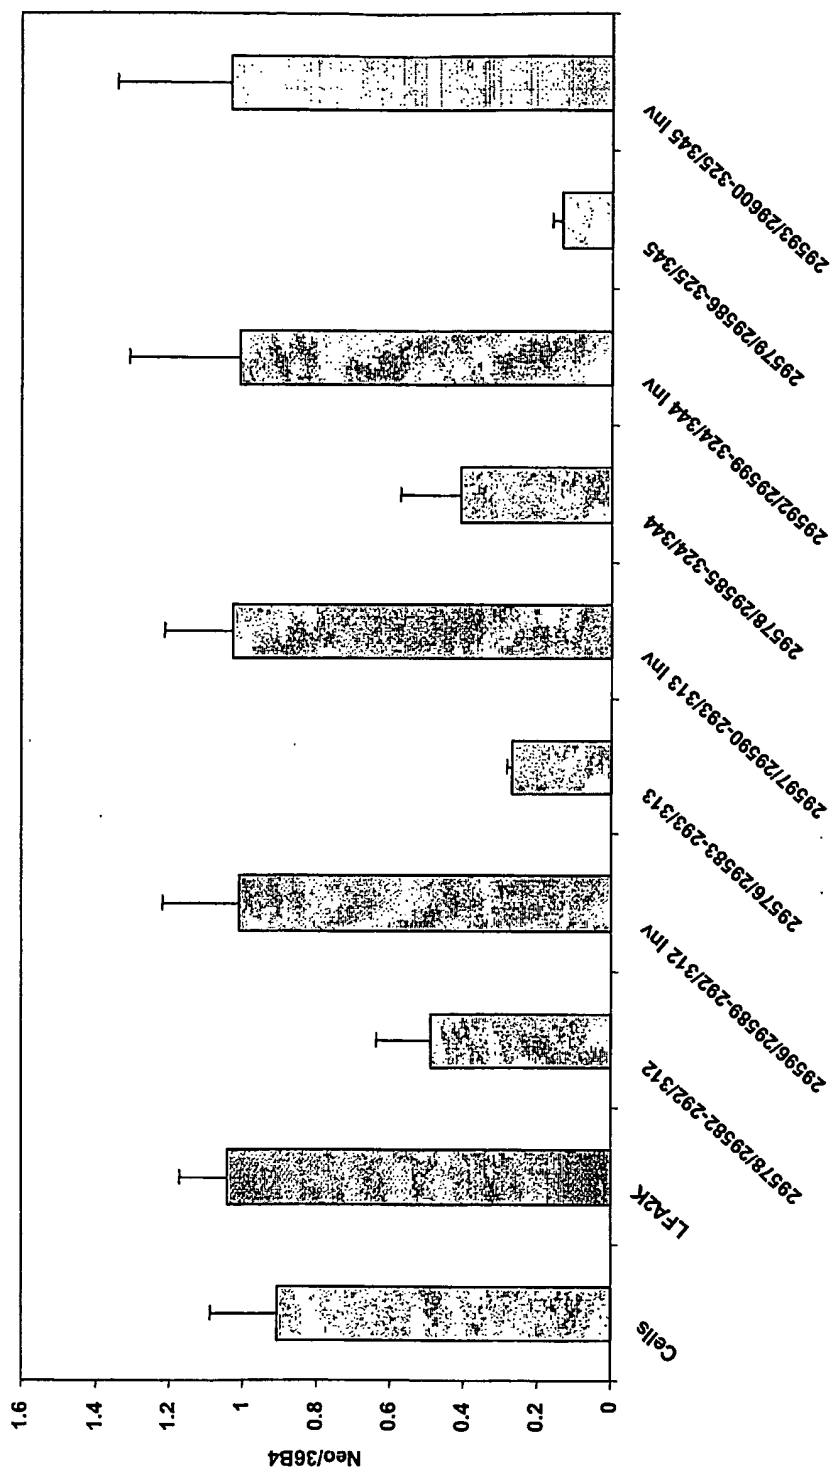 Neo/36B4
1.6
1.4
1.2
1
0.8
0.6
0.4
0.2
0
Cells
LFA2K
29578/29582-292/312
29596/29589-292/312 Inv
29576/29583-293/313
29597/29590-293/313 Inv
29578/29585-324/344
29592/29599-324/344 Inv
29579/29586-325/345
29593/29600-325/345 Inv